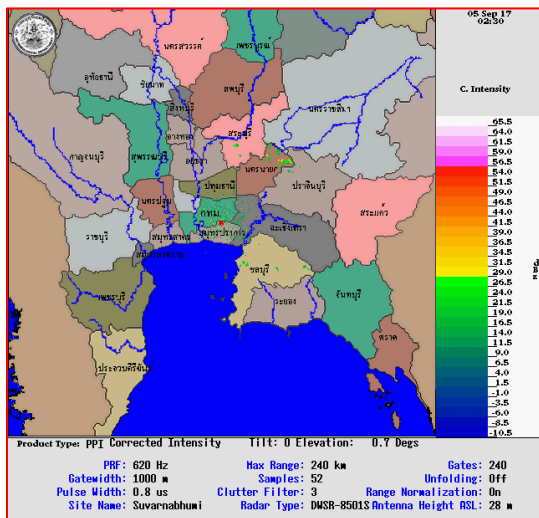 05 Sep 17
02:30
C. Intensity
65.5
64.0
61.5
59.0
56.5
54.0
51.5
49.0
46.5
44.0
41.5
39.0
36.5
34.0
31.5
29.0
26.5
24.0
21.5
19.0
16.5
14.0
11.5
9.0
6.5
4.0
1.5
-1.0
-3.5
-6.0
-8.5
-10.5
นครสวรรค์
เพชรบูรณ์
อุทัยธานี
ชัยนาท
ลพบุรี
สิงห์บุรี
นครราชสีมา
อ่างทอง
สระบุรี
กาญจนบุรี
สุพรรณบุรี
อยุธยา
นครนายก
ปราจีนบุรี
ปทุมธานี
นครปฐม
กทม.
สระแก้ว
ฉะเชิงเทรา
ราชบุรี
สมุทรสาคร
สมุทรปราการ
สมุทรสงคราม
ชลบุรี
เพชรบุรี
ระยอง
จันทบุรี
ตราด
ประจวบคีรีขันธ์
Product Type: PPI Corrected Intensity Tilt: 0 Elevation: 0.7 Degs
PRF: 620 Hz Max Range: 240 km Gates: 240
Gatewidth: 1000 m Samples: 52 Unfolding: Off
Pulse Width: 0.8 us Clutter Filter: 3 Range Normalization: On
Site Name: Suvarnabhumi Radar Type: DWSR-8501S Antenna Height ASL: 28 m